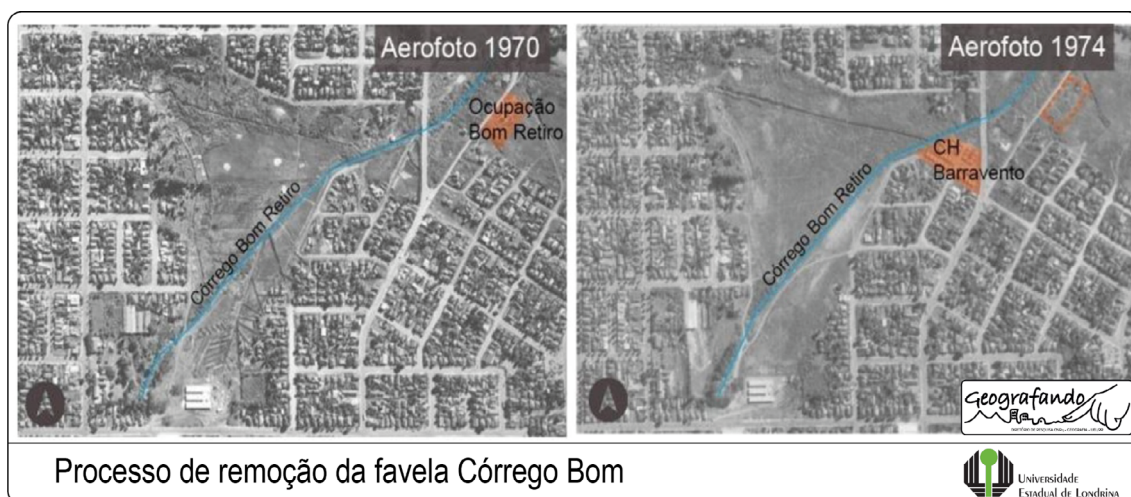 Aerofoto 1970
Ocupação
Bom Retiro
Córrego Bom Retiro
Aerofoto 1974
CH
Barravento
Córrego Bom Retiro
Geografando
Processo de remoção da favela Córrego Bom
Universidade
Estadual de Londrina